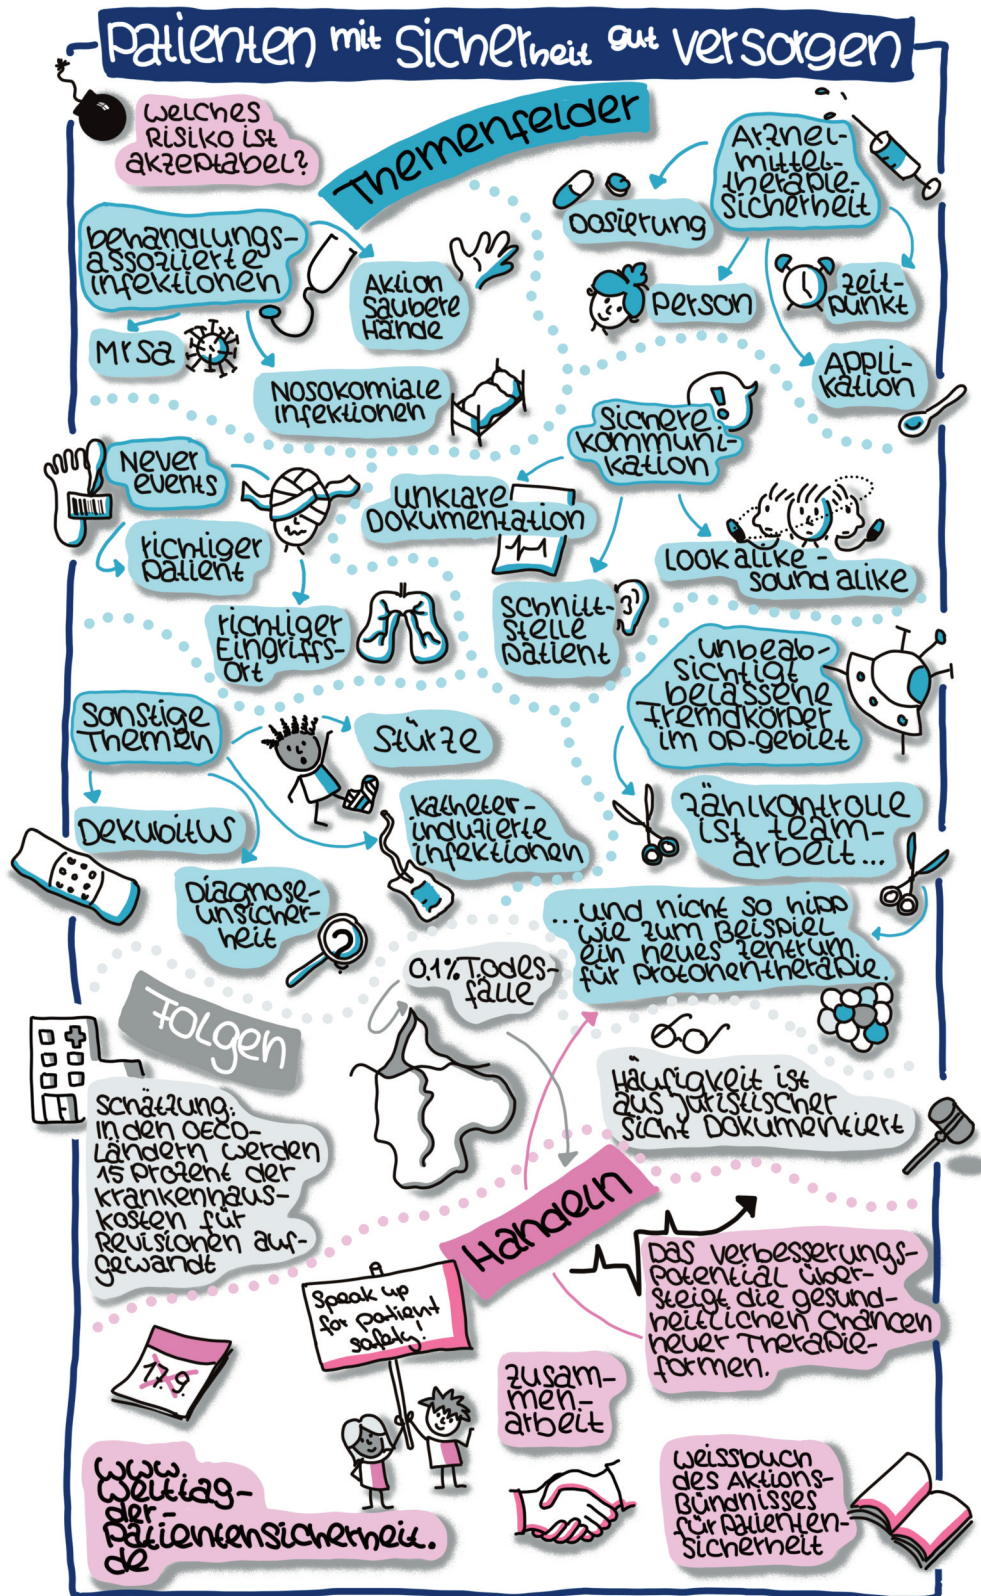 Patienten mit Sicherheit gut versorgen
Welches
Risiko ist
akzeptabel?
Themenfelder
Behandlungs-
assoziierte
Infektionen
Aktion
Saubere
Hände
MRSA
Nosokomiale
Infektionen
Arznei-
mittel-
therapie-
sicherheit
Dosierung
Person
Zeit-
punkt
Appli-
kation
Never
events
richtiger
Patient
richtiger
Eingriffs-
ort
!
Sichere
Kommuni-
kation
unklare
Dokumentation
Schnitt-
stelle
Patient
Look alike -
sound alike
unbeab-
sichtigt
belassene
Fremdkörper
im OP-Gebiet
Zählkontrolle
ist Team-
arbeit...
...und nicht so hipp
wie zum Beispiel
ein neues Zentrum
für Protonentherapie.
Sonstige
Themen
Stürze
Katheter-
induzierte
Infektionen
Dekubitus
Diagnose-
unsicher-
heit
?
Folgen
0,1% Todes-
fälle
Schätzung:
In den OECD-
Ländern werden
15 Prozent der
Krankenhaus-
kosten für
Revisionen auf-
gewandt
Häufigkeit ist
aus juristischer
Sicht dokumentiert
Handeln
Das Verbesserungs-
potential über-
steigt die gesund-
heitlichen Chancen
neuer Therapie-
formen.
Speak up
for patient
safety!
17.9.
Zusam-
men-
arbeit
www.
Welttag-
der-
Patientensicherheit.
de
Weissbuch
des Aktions-
bündnisses
für Patienten-
sicherheit